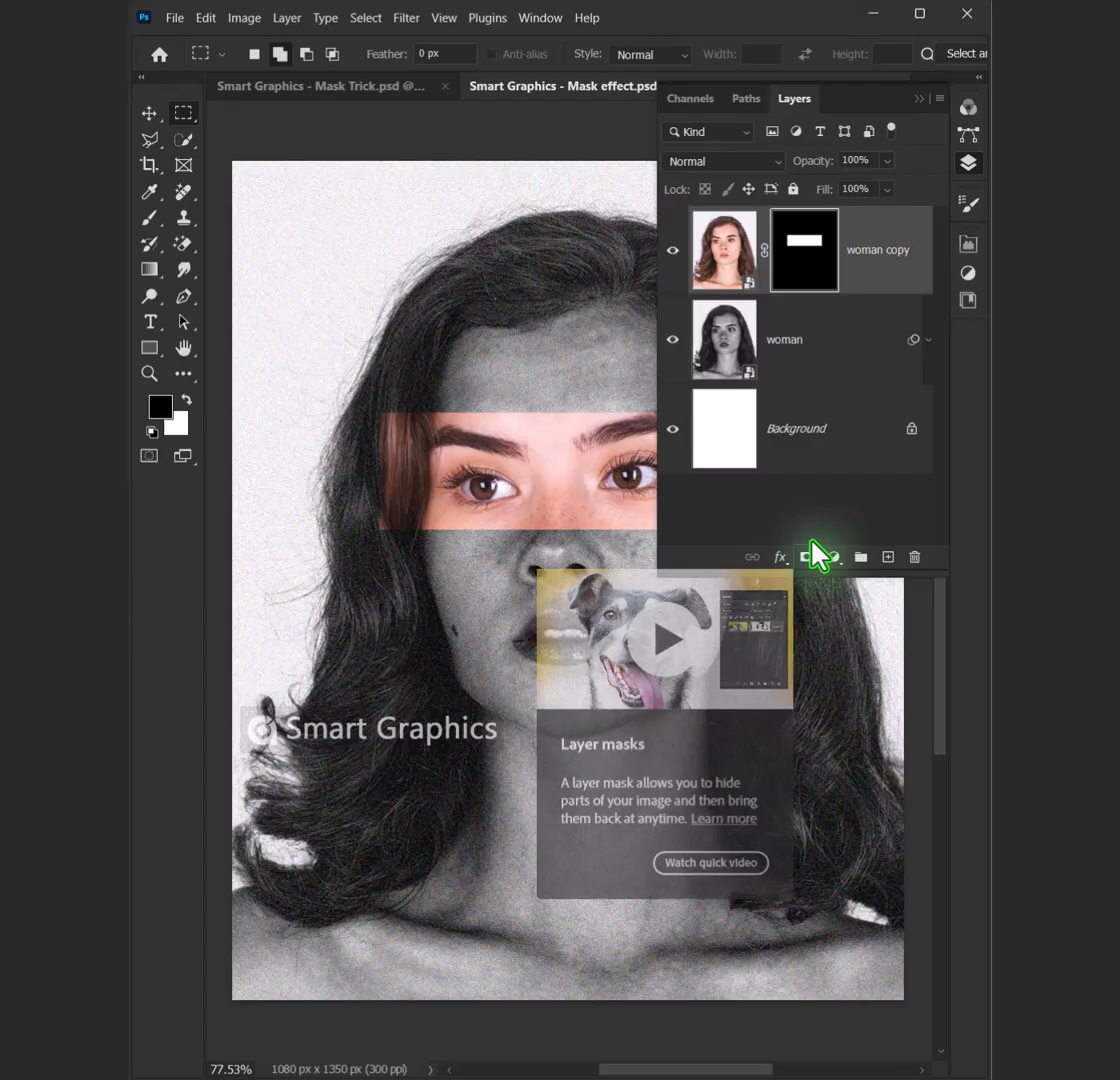 Ps File Edit Image Layer Type Select Filter View Plugins Window Help
Feather: 0 px Anti-alias Style: Normal Width: Height: Select an
Smart Graphics - Mask Trick.psd @... × Smart Graphics - Mask effect.psd
Channels Paths Layers
Kind
Normal Opacity: 100%
Lock: Fill: 100%
woman copy
woman
Background
fx
Smart Graphics
Layer masks
A layer mask allows you to hide
parts of your image and then bring
them back at anytime. Learn more
Watch quick video
77.53% 1080 px x 1350 px (300 ppi)